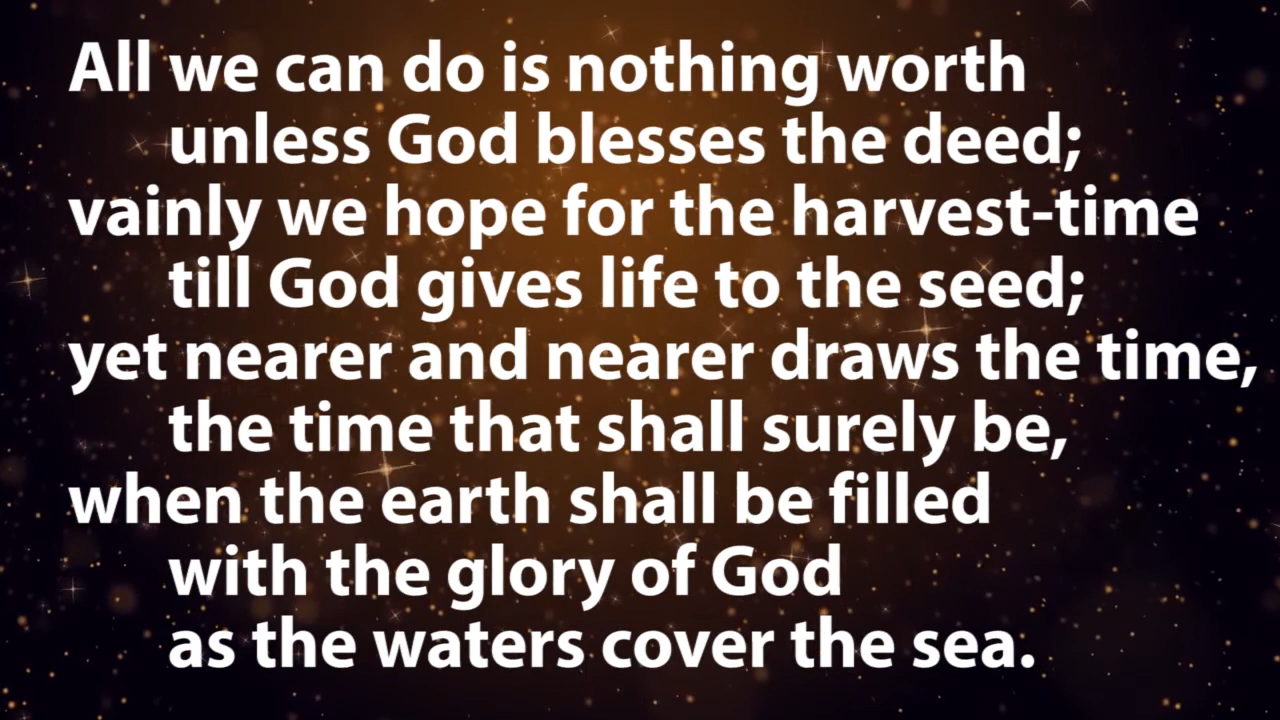 All we can do is nothing worth
unless God blesses the deed;
vainly we hope for the harvest-time
till God gives life to the seed;
yet nearer and nearer draws the time,
the time that shall surely be,
when the earth shall be filled
with the glory of God
as the waters cover the sea.